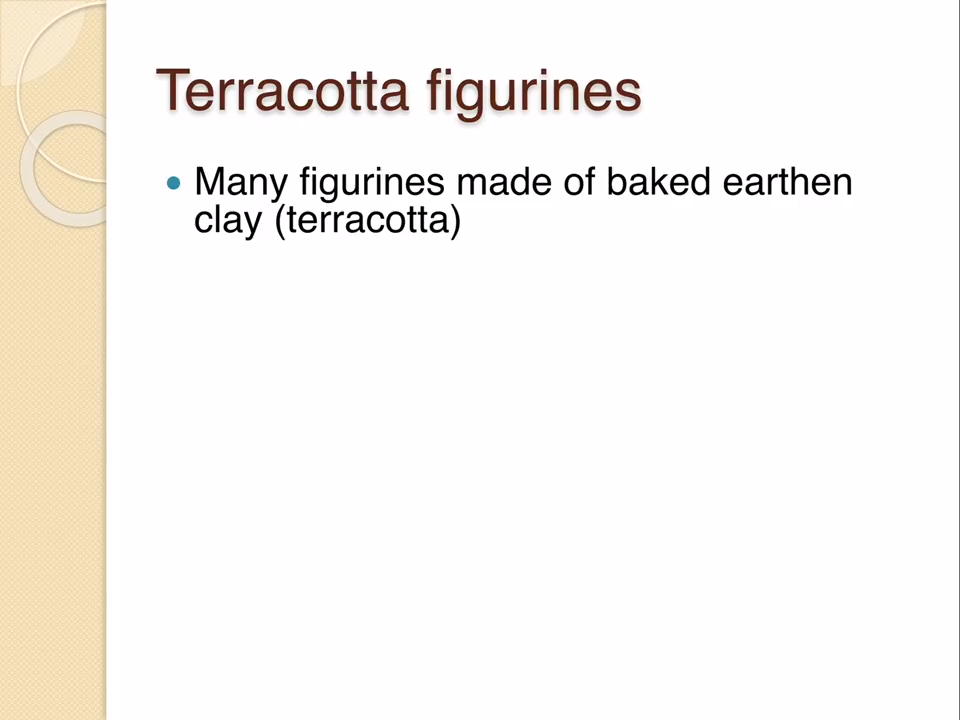 Terracotta figurines
• Many figurines made of baked earthen
clay (terracotta)